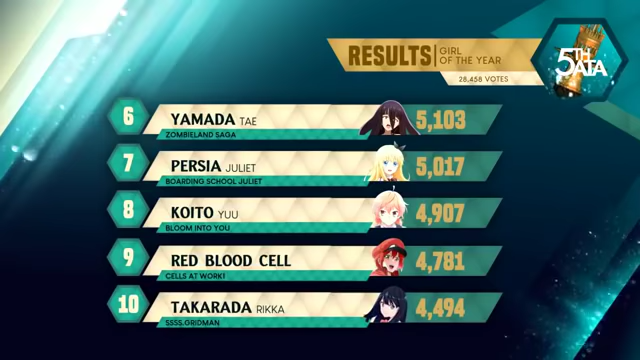 RESULTS
GIRL
OF THE YEAR
28,458 VOTES
5TH
ATA
6 YAMADA TAE 5,103
ZOMBIELAND SAGA
7 PERSIA JULIET 5,017
BOARDING SCHOOL JULIET
8 KOITO YUU 4,907
BLOOM INTO YOU
9 RED BLOOD CELL 4,781
CELLS AT WORK!
10 TAKARADA RIKKA 4,494
SSSS.GRIDMAN